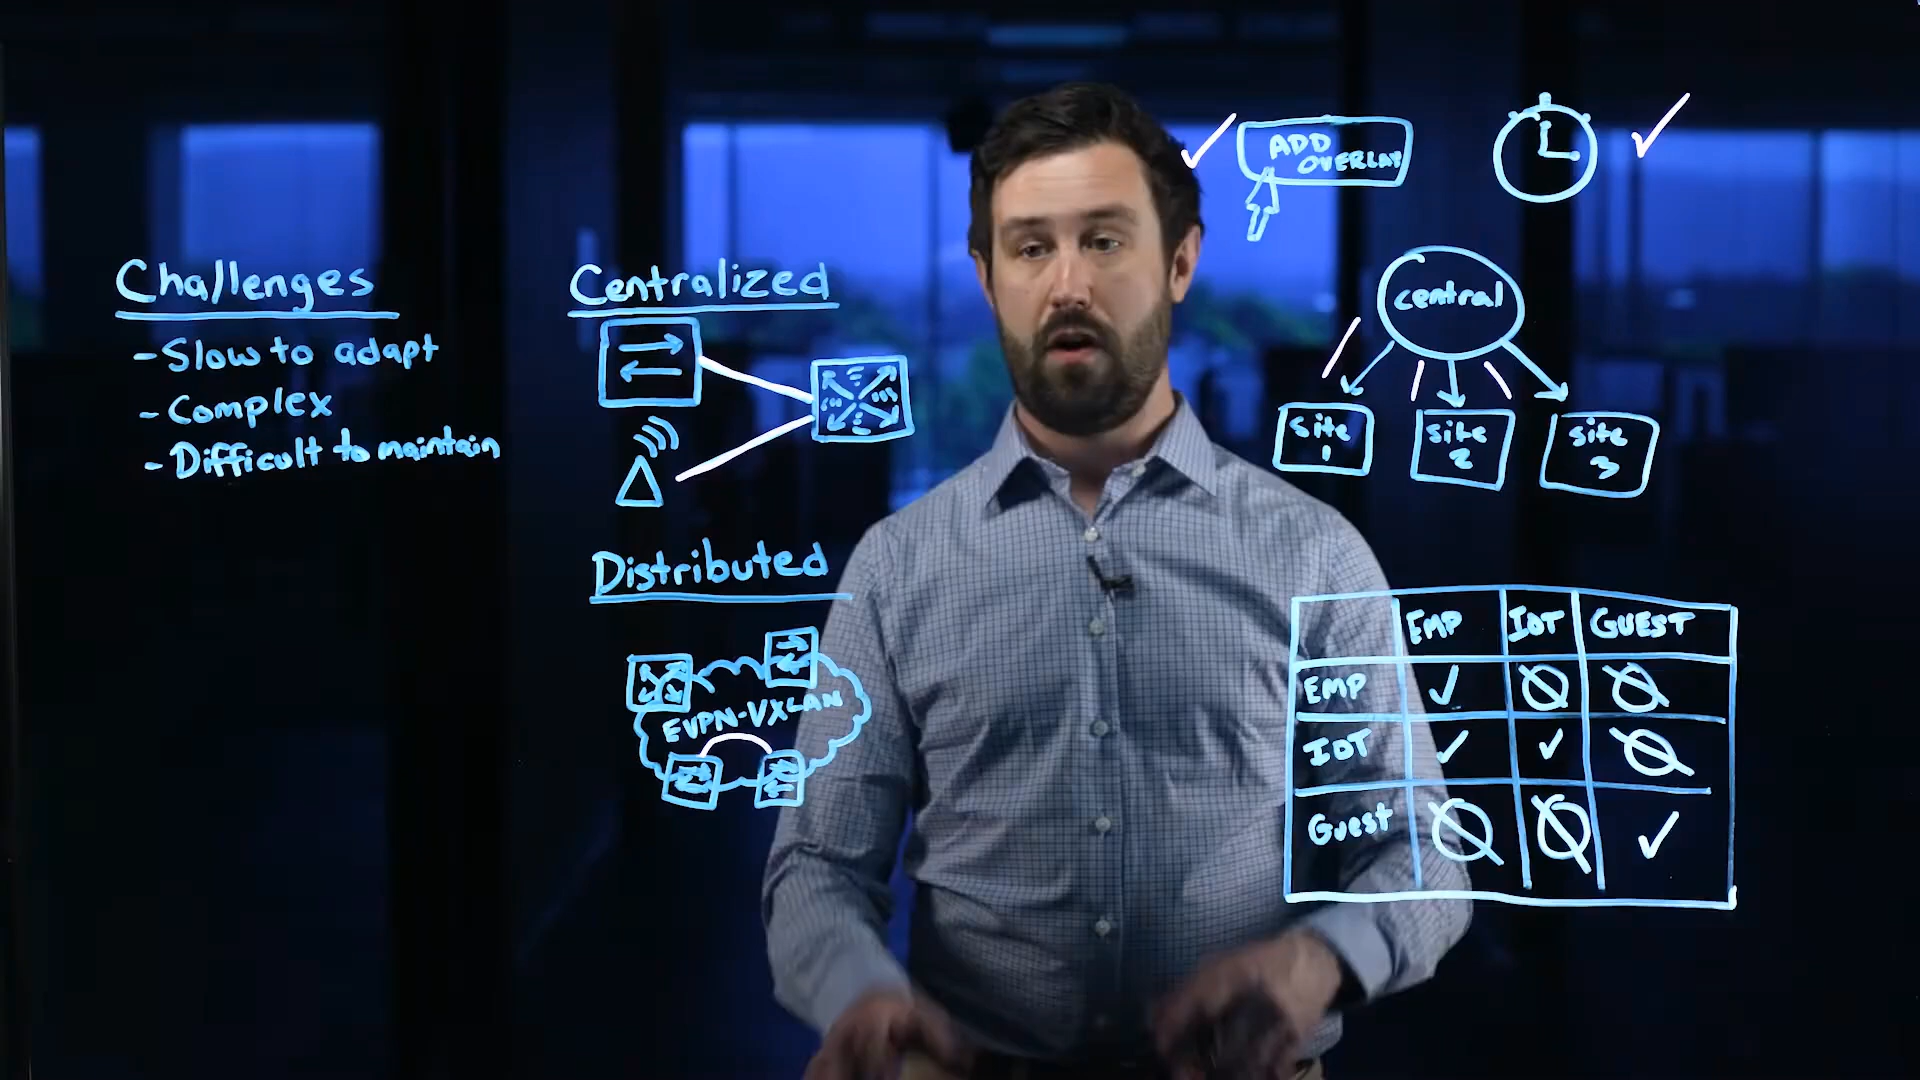 Challenges
- Slow to adapt
- Complex
- Difficult to maintain
Centralized
Distributed
EVPN-VXLAN
ADD
OVERLAY
central
site
1
site
2
site
3
EMP IOT GUEST
EMP
IOT
Guest